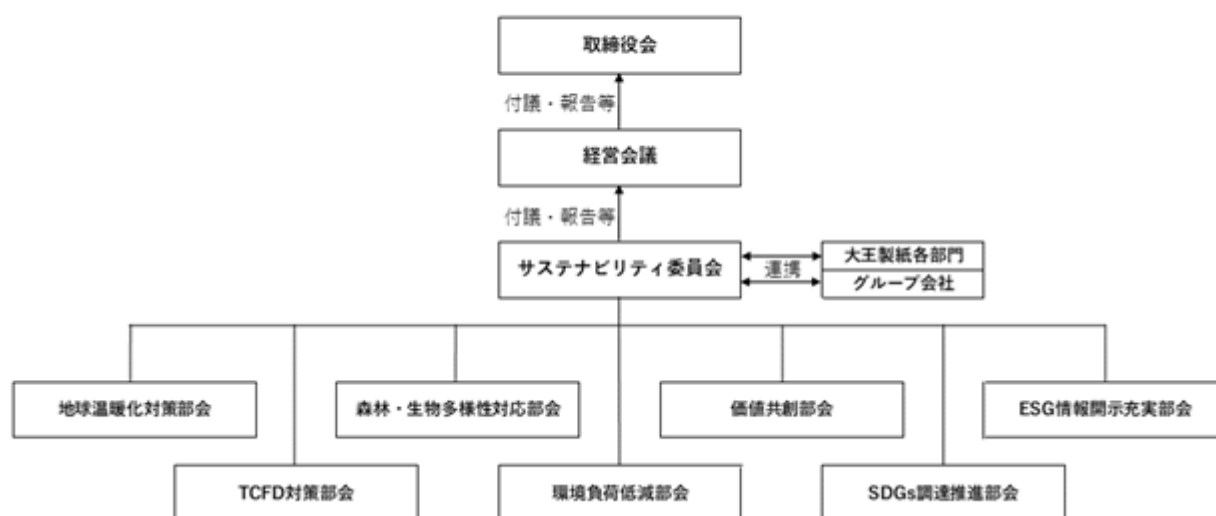 取締役会
付議・報告等
経営会議
付議・報告等
サステナビリティ委員会
連携
大王製紙各部門
グループ会社
地球温暖化対策部会
森林・生物多様性対応部会
価値共創部会
ESG情報開示充実部会
TCFD対策部会
環境負荷低減部会
SDGs調達推進部会